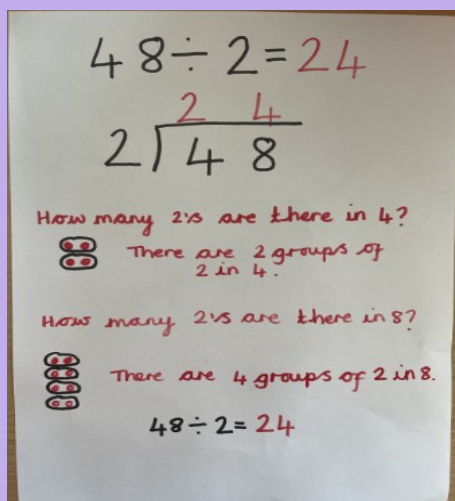 48÷2=24
2 4
2)48
How many 2's are there in 4?
There are 2 groups of
2 in 4.
How many 2's are there in 8?
There are 4 groups of 2 in 8.
48÷2=24